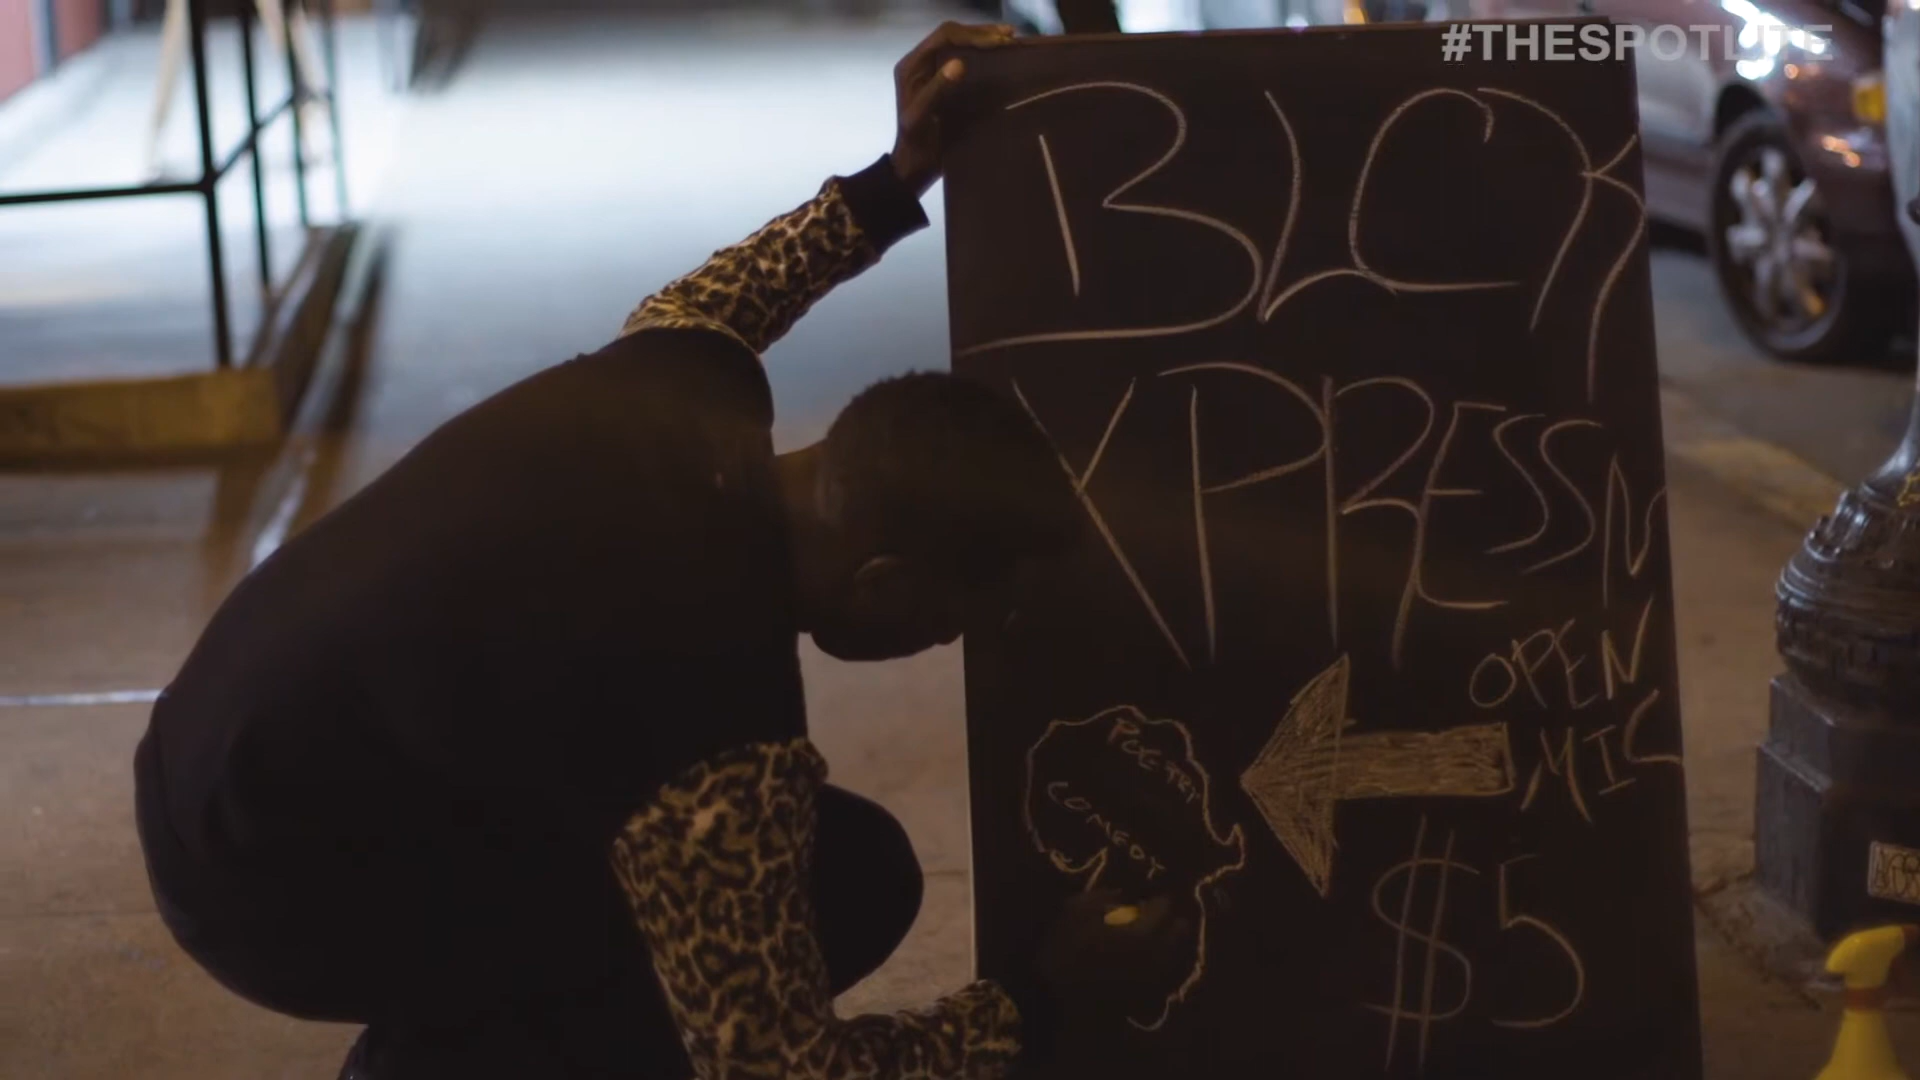 #THESPOTLITE
BLCK
XPRESSN
OPEN
MIC
POETRY
COMEDY
$5